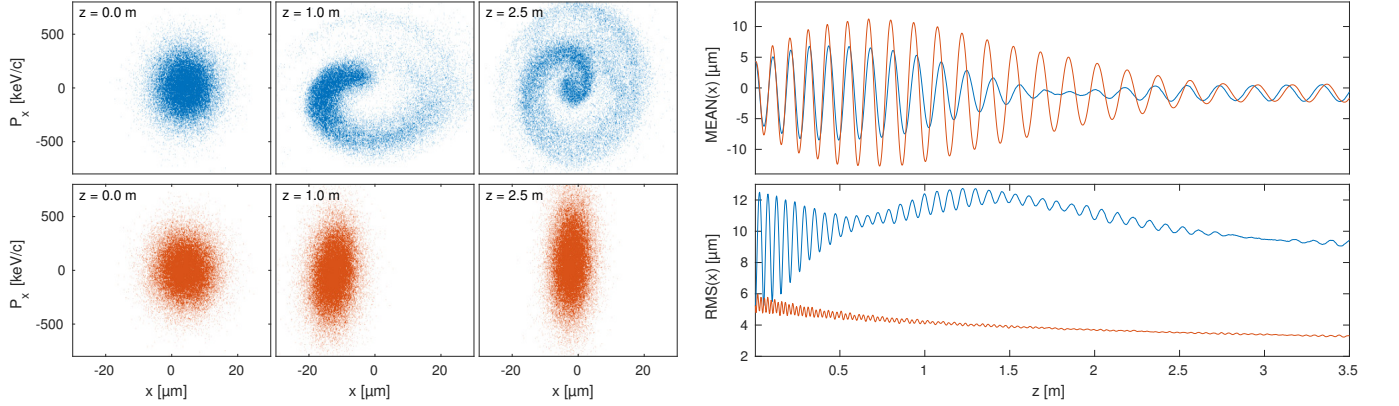 z = 0.0 m
z = 1.0 m
z = 2.5 m
500
0
-500
P_x [keV/c]
z = 0.0 m
z = 1.0 m
z = 2.5 m
500
0
-500
P_x [keV/c]
-20 0 20
-20 0 20
-20 0 20
x [µm]
x [µm]
x [µm]
10
5
0
-5
-10
MEAN(x) [µm]
12
10
8
6
4
2
RMS(x) [µm]
0.5 1 1.5 2 2.5 3 3.5
z [m]